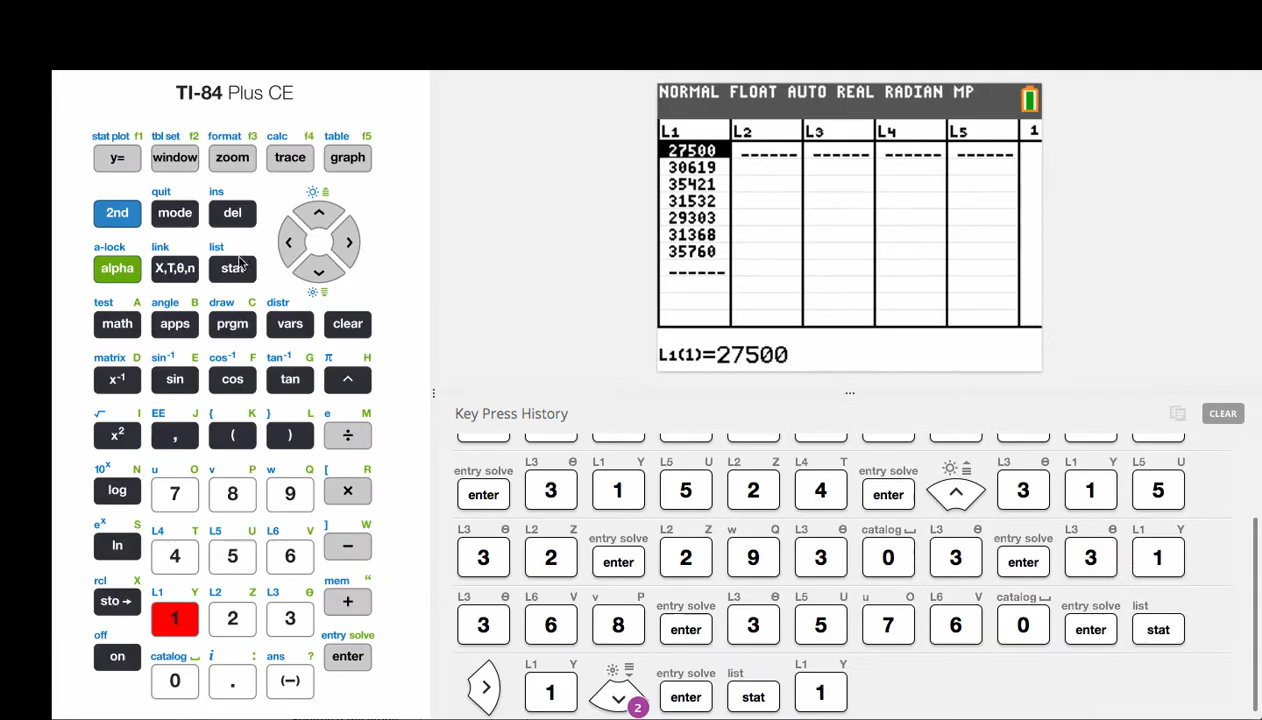 TI-84 Plus CE
NORMAL FLOAT AUTO REAL RADIAN MP
L1 L2 L3 L4 L5 1
27500 ------ ------ ------ ------
30619
35421
31532
29303
31368
35760
------
L1(1)=27500
stat plot f1 tbl set f2 format f3 calc f4 table f5
y= window zoom trace graph
quit ins
2nd mode del
a-lock link list
alpha X,T,θ,n stat
test A angle B draw C distr
math apps prgm vars clear
matrix D sin-1 E cos-1 F tan-1 G π H
x-1 sin cos tan ^
√ I EE J { K } L e M
x2 , ( ) ÷
10x N u O v P w Q [ R
log 7 8 9 ×
ex S L4 T L5 U L6 V ] W
ln 4 5 6 −
rcl X L1 Y L2 Z L3 θ mem “
sto→ 1 2 3 +
off catalog i : ans ? entry solve
on 0 . (−) enter
Key Press History
CLEAR
entry solve L3 θ L1 Y L5 U L2 Z L4 T entry solve L3 θ L1 Y L5 U
enter 3 1 5 2 4 enter ^ 3 1 5
L3 θ L2 Z entry solve L2 Z w Q L3 θ catalog L3 θ entry solve L3 θ L1 Y
3 2 enter 2 9 3 0 3 enter 3 1
L3 θ L6 V v P entry solve L3 θ L5 U u O L6 V catalog entry solve list
3 6 8 enter 3 5 7 6 0 enter stat
L1 Y entry solve list L1 Y
1 2 enter stat 1